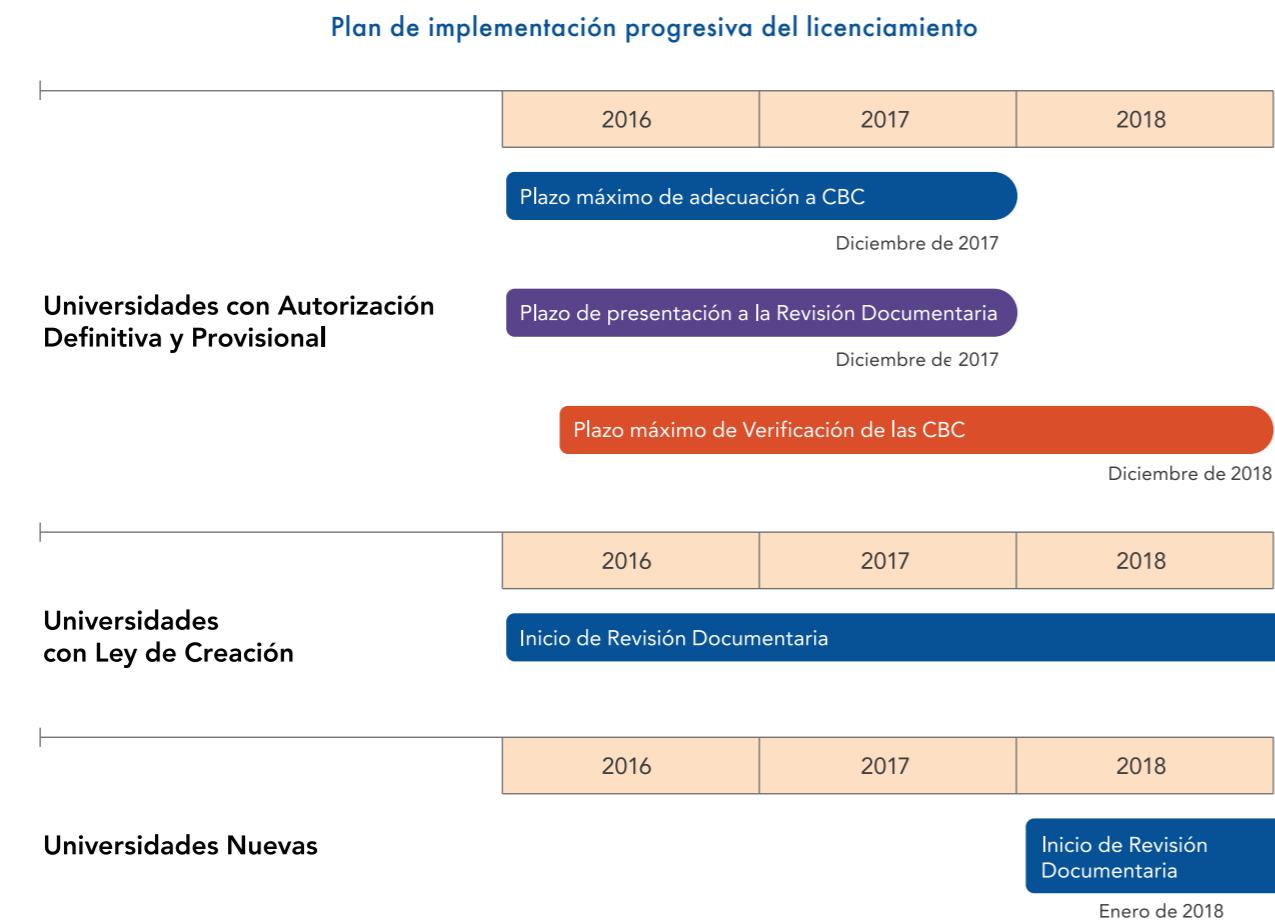 Plan de implementación progresiva del licenciamiento
2016 2017 2018
Plazo máximo de adecuación a CBC
Diciembre de 2017
Universidades con Autorización
Definitiva y Provisional
Plazo de presentación a la Revisión Documentaria
Diciembre de 2017
Plazo máximo de Verificación de las CBC
Diciembre de 2018
2016 2017 2018
Universidades
con Ley de Creación
Inicio de Revisión Documentaria
2016 2017 2018
Universidades Nuevas
Inicio de Revisión
Documentaria
Enero de 2018